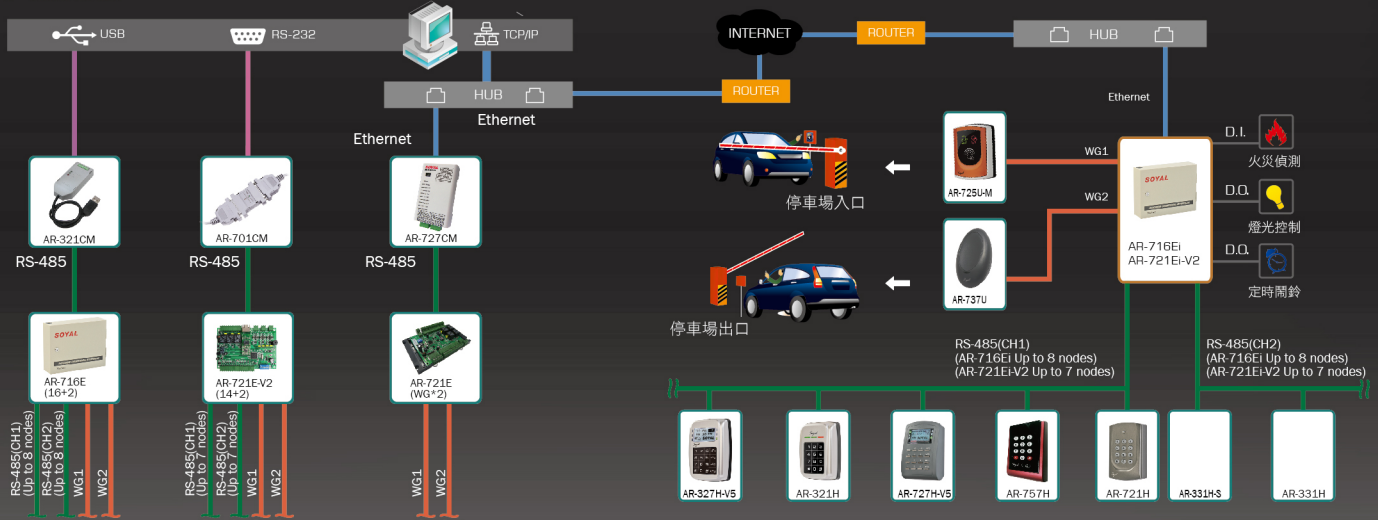 USB
RS-232
TCP/IP
HUB
INTERNET
ROUTER
HUB
ROUTER
Ethernet
Ethernet
Ethernet
AR-321CM
AR-701CM
AR-727CM
RS-485
RS-485
RS-485
SOYAL
AR-716E
(16+2)
AR-721E-V2
(14+2)
AR-721E
(WG*2)
RS-485(CH1)
(Up to 8 nodes)
RS-485(CH2)
(Up to 8 nodes)
WG1
WG2
RS-485(CH1)
(Up to 7 nodes)
RS-485(CH2)
(Up to 7 nodes)
WG1
WG2
WG1
WG2
停車場入口
停車場出口
AR-725U-M
AR-737U
WG1
WG2
SOYAL
AR-716Ei
AR-721Ei-V2
D.I.
火災偵測
D.O.
燈光控制
D.O.
定時鬧鈴
RS-485(CH1)
(AR-716Ei Up to 8 nodes)
(AR-721Ei-V2 Up to 7 nodes)
RS-485(CH2)
(AR-716Ei Up to 8 nodes)
(AR-721Ei-V2 Up to 7 nodes)
AR-327H-V5
AR-321H
AR-727H-V5
AR-757H
AR-721H
AR-331H-S
AR-331H